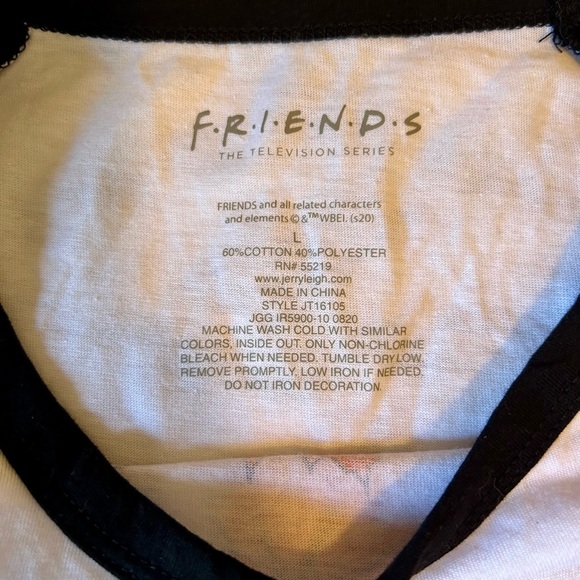 F·R·I·E·N·D·S
THE TELEVISION SERIES
FRIENDS and all related characters
and elements © &™WBEI. (s20)
L
60%COTTON 40%POLYESTER
RN# 55219
www.jerryleigh.com
MADE IN CHINA
STYLE JT16105
JGG IR5900-10 0820
MACHINE WASH COLD WITH SIMILAR
COLORS, INSIDE OUT. ONLY NON-CHLORINE
BLEACH WHEN NEEDED. TUMBLE DRY LOW.
REMOVE PROMPTLY, LOW IRON IF NEEDED.
DO NOT IRON DECORATION.